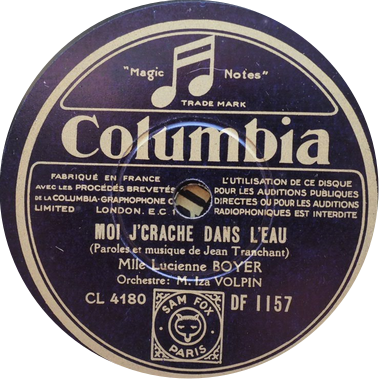 "Magic Notes"
TRADE MARK
Columbia
FABRIQUÉ EN FRANCE
AVEC LES PROCÉDÉS BREVETÉS
DE LA COLUMBIA-GRAPHOPHONE C
LIMITED LONDON. E.C
L'UTILISATION DE CE DISQUE
POUR LES AUDITIONS PUBLIQUES
DIRECTES OU POUR LES AUDITIONS
RADIOPHONIQUES EST INTERDITE
MOI J'CRACHE DANS L'EAU
(Paroles et musique de Jean Tranchant)
Mlle Lucienne BOYER
Orchestre: M. Iza VOLPIN
CL 4180
SAM FOX
PARIS
DF 1157